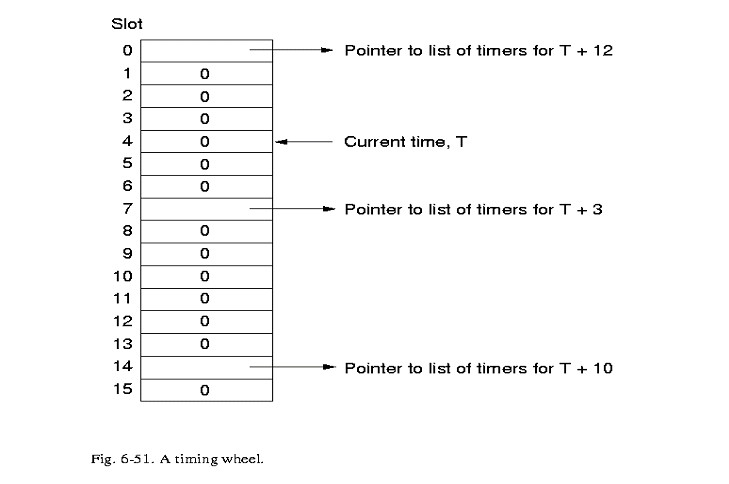 Slot
0 Pointer to list of timers for T + 12
1 0
2 0
3 0
4 0 Current time, T
5 0
6 0
7 Pointer to list of timers for T + 3
8 0
9 0
10 0
11 0
12 0
13 0
14 Pointer to list of timers for T + 10
15 0
Fig. 6-51. A timing wheel.